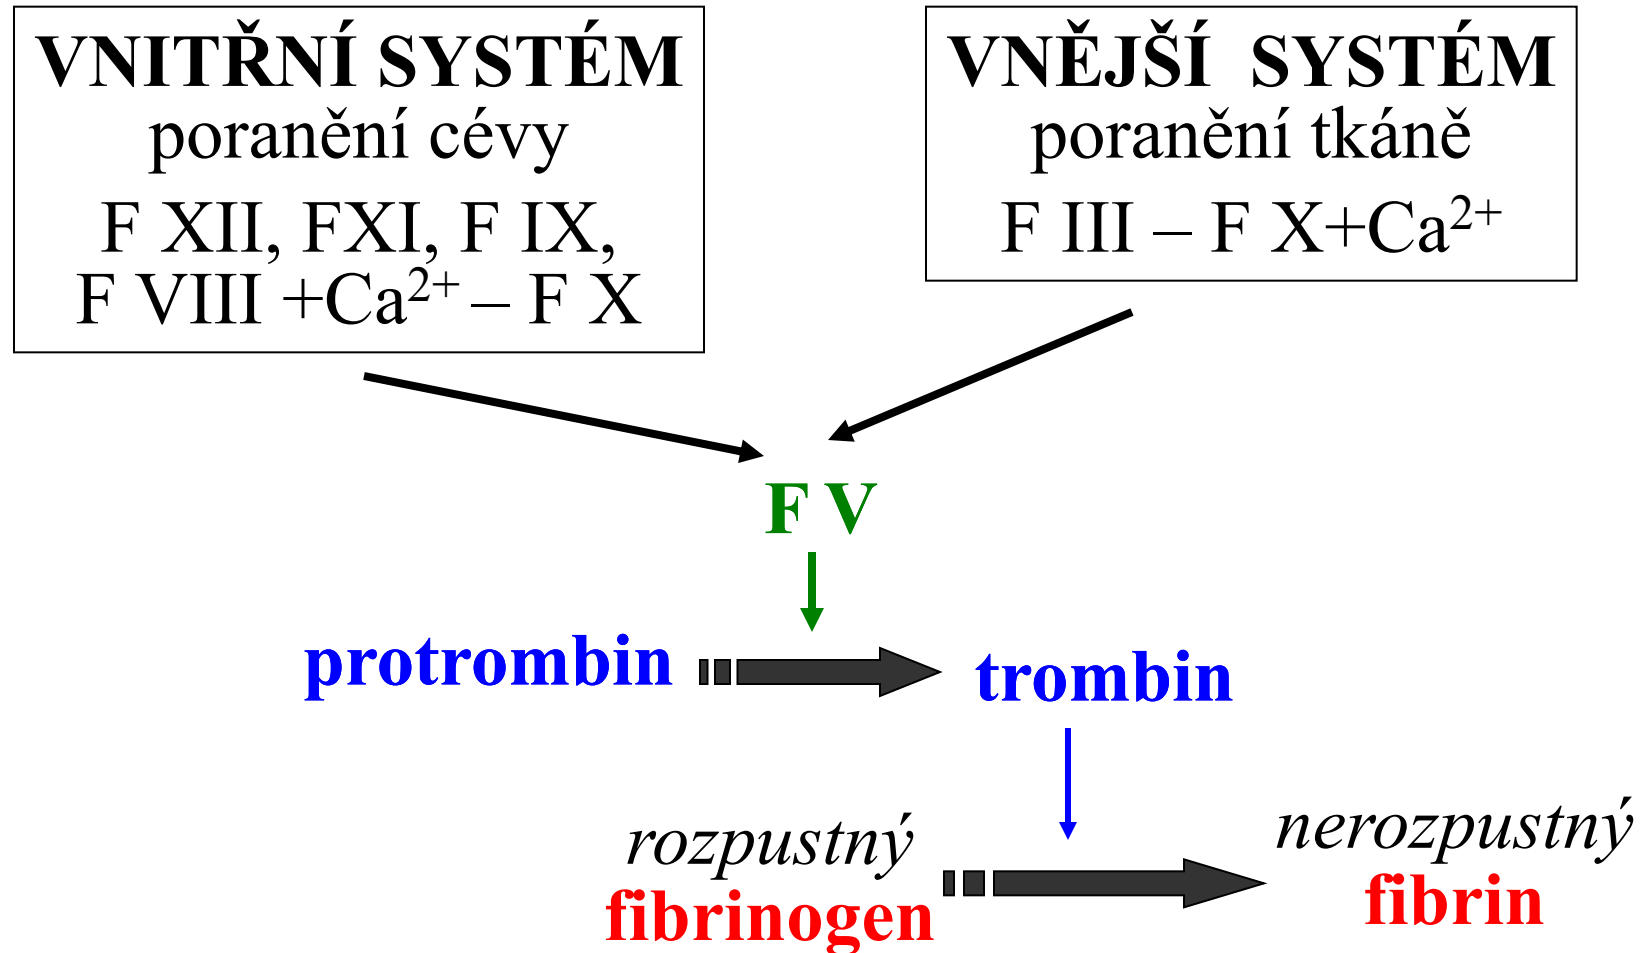 VNITŘNÍ SYSTÉM
poranění cévy
F XII, FXI, F IX,
F VIII +Ca²⁺ – F X
VNĚJŠÍ SYSTÉM
poranění tkáně
F III – F X+Ca²⁺
F V
protrombin
trombin
rozpustný
fibrinogen
nerozpustný
fibrin